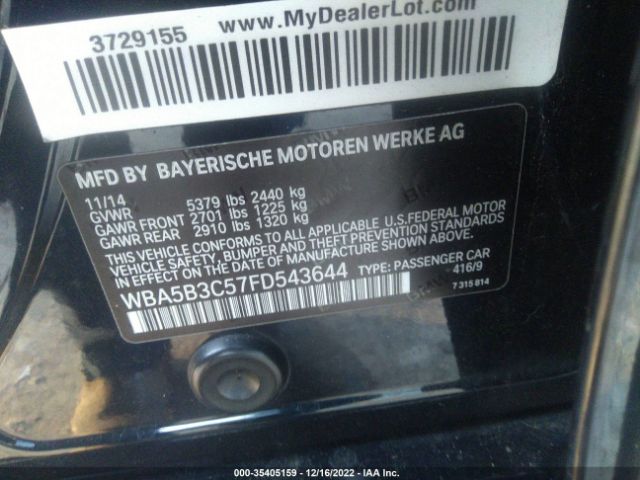 www.MyDealerLot.com
3729155
MFD BY BAYERISCHE MOTOREN WERKE AG
11/14
GVWR 5379 lbs 2440 kg
GAWR FRONT 2701 lbs 1225 kg
GAWR REAR 2910 lbs 1320 kg
THIS VEHICLE CONFORMS TO ALL APPLICABLE U.S.FEDERAL MOTOR
VEHICLE SAFETY, BUMPER AND THEFT PREVENTION STANDARDS
IN EFFECT ON THE DATE OF MANUFACTURE SHOWN ABOVE.
WBA5B3C57FD543644 TYPE: PASSENGER CAR
416/9
7 315 814
000-35405159 - 12/16/2022 - IAA Inc.